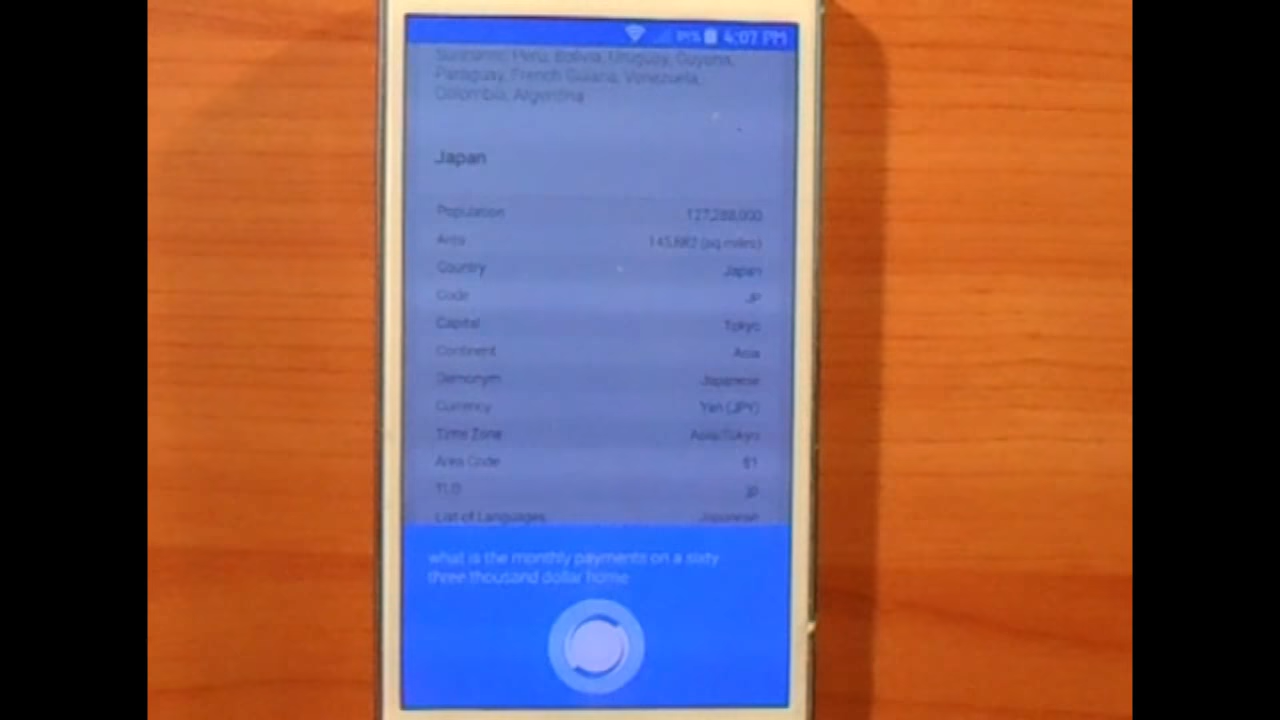 4:07 PM
Suriname, Peru, Bolivia, Uruguay, Guyana,
Paraguay, French Guiana, Venezuela,
Colombia, Argentina
Japan
Population 127,288,000
Area 145,882 (sq miles)
Country Japan
Code JP
Capital Tokyo
Continent Asia
Demonym Japanese
Currency Yen (JPY)
Time Zone Asia/Tokyo
Area Code 81
TLD jp
List of Languages Japanese
what is the monthly payments on a sixty
three thousand dollar home